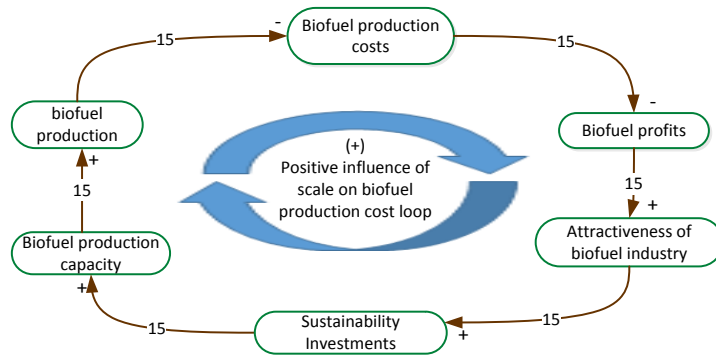 Biofuel production
costs
-
15
15
-
biofuel
production
+
Biofuel profits
(+)
Positive influence of
scale on biofuel
production cost loop
15
15
+
Biofuel production
capacity
+
Attractiveness of
biofuel industry
15
15
+
Sustainability
Investments